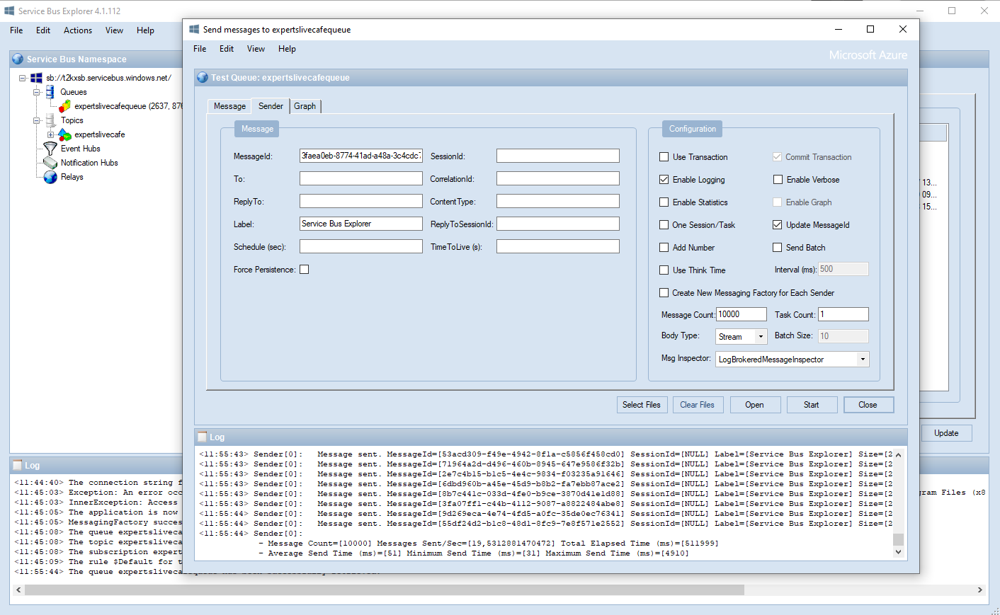 Service Bus Explorer 4.1.112
File Edit Actions View Help
Service Bus Namespace
sb://t2kxsb.servicebus.windows.net/
Queues
expertslivecafequeue (2637, 876
Topics
expertslivecafe
Event Hubs
Notification Hubs
Relays
Send messages to expertslivecafequeue
File Edit View Help
Microsoft Azure
Test Queue: expertslivecafequeue
Message Sender Graph
Message
MessageId: 3faea0eb-8774-41ad-a48a-3c4cdc7 SessionId:
To: CorrelationId:
ReplyTo: ContentType:
Label: Service Bus Explorer ReplyToSessionId:
Schedule (sec): TimeToLive (s):
Force Persistence:
Configuration
Use Transaction Commit Transaction
Enable Logging Enable Verbose
Enable Statistics Enable Graph
One Session/Task Update MessageId
Add Number Send Batch
Use Think Time Interval (ms): 500
Create New Messaging Factory for Each Sender
Message Count: 10000 Task Count: 1
Body Type: Stream Batch Size: 10
Msg Inspector: LogBrokeredMessageInspector
Select Files Clear Files Open Start Close
Log
<11:55:43> Sender[0]: Message sent. MessageId=[53acd309-f49e-4942-8f1a-c5856f458cd0] SessionId=[NULL] Label=[Service Bus Explorer] Size=[2
<11:55:43> Sender[0]: Message sent. MessageId=[71964a2d-d496-460b-8945-647e9586f32b] SessionId=[NULL] Label=[Service Bus Explorer] Size=[2
<11:55:43> Sender[0]: Message sent. MessageId=[2e7c4b15-b1c5-4e4c-9834-f03235a91646] SessionId=[NULL] Label=[Service Bus Explorer] Size=[2
<11:55:43> Sender[0]: Message sent. MessageId=[6dbd960b-a45e-45d9-b8b2-fa7ebb87ace2] SessionId=[NULL] Label=[Service Bus Explorer] Size=[2
<11:55:43> Sender[0]: Message sent. MessageId=[8b7c441c-033d-4fe0-b9ce-3870d41e1d88] SessionId=[NULL] Label=[Service Bus Explorer] Size=[2
<11:55:43> Sender[0]: Message sent. MessageId=[3fa07ff1-c44b-4112-9087-a8822484abe8] SessionId=[NULL] Label=[Service Bus Explorer] Size=[2
<11:55:44> Sender[0]: Message sent. MessageId=[9d269eca-4e74-4fd5-a0fc-35de0ec76341] SessionId=[NULL] Label=[Service Bus Explorer] Size=[2
<11:55:44> Sender[0]: Message sent. MessageId=[55df24d2-b1c8-48d1-8fc9-7e8f571e2552] SessionId=[NULL] Label=[Service Bus Explorer] Size=[2
<11:55:44> Sender[0]:
- Message Count=[10000] Messages Sent/Sec=[19,5312881470472] Total Elapsed Time (ms)=[511999]
- Average Send Time (ms)=[51] Minimum Send Time (ms)=[31] Maximum Send Time (ms)=[4910]
13...
09...
15...
Update
Log
<11:44:40> The connection string f
<11:45:03> Exception: An error occ gram Files (x8
<11:45:03> InnerException: Access
<11:45:05> The application is now
<11:45:05> MessagingFactory succes
<11:45:08> The queue expertsliveca
<11:45:08> The topic expertsliveca
<11:45:08> The subscription expert
<11:45:09> The rule $Default for t
<11:55:44> The queue expertsliveca